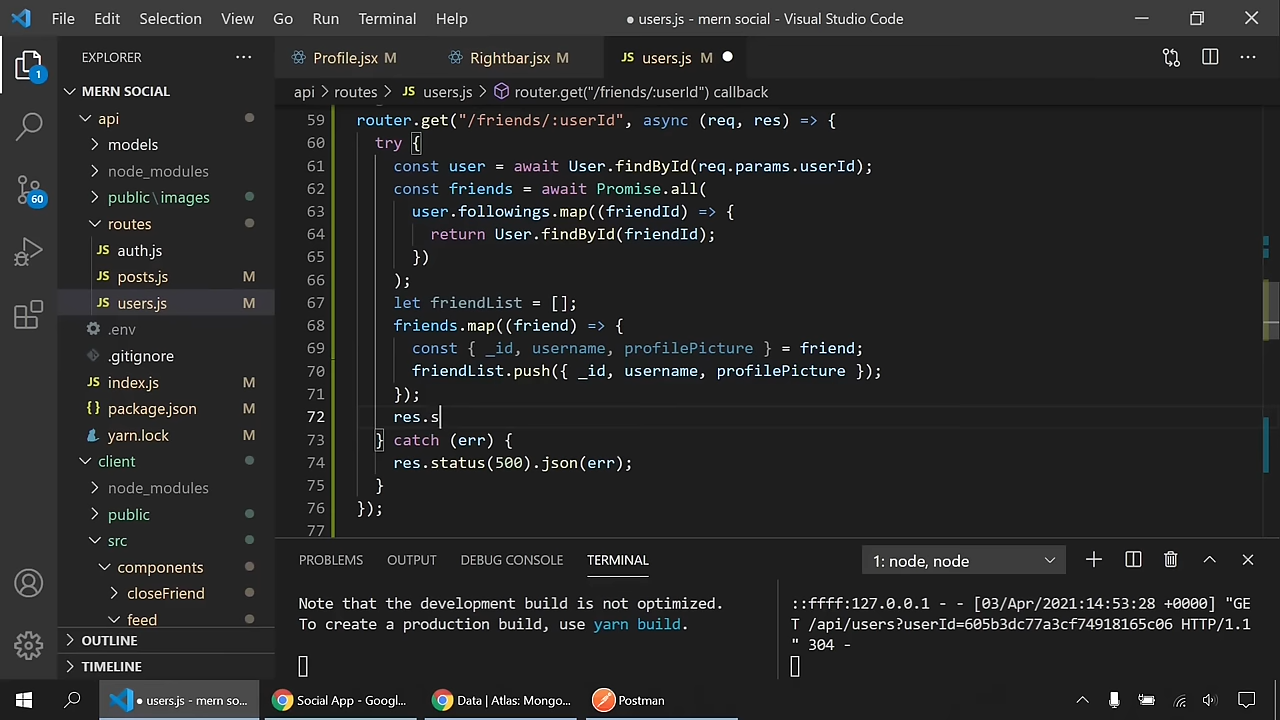 File Edit Selection View Go Run Terminal Help
● users.js - mern social - Visual Studio Code
EXPLORER ···
Profile.jsx M
Rightbar.jsx M
JS users.js M
1
MERN SOCIAL
api > routes > JS users.js > router.get("/friends/:userId") callback
api
models
node_modules
public \ images
routes
JS auth.js
JS posts.js M
JS users.js M
.env
.gitignore
JS index.js M
{} package.json M
yarn.lock M
client
node_modules
public
src
components
closeFriend
feed
OUTLINE
TIMELINE
60
59 router.get("/friends/:userId", async (req, res) => {
60 try {
61 const user = await User.findById(req.params.userId);
62 const friends = await Promise.all(
63 user.followings.map((friendId) => {
64 return User.findById(friendId);
65 })
66 );
67 let friendList = [];
68 friends.map((friend) => {
69 const { _id, username, profilePicture } = friend;
70 friendList.push({ _id, username, profilePicture });
71 });
72 res.s
73 } catch (err) {
74 res.status(500).json(err);
75 }
76 });
77
PROBLEMS OUTPUT DEBUG CONSOLE TERMINAL
1: node, node
Note that the development build is not optimized.
To create a production build, use yarn build.
::ffff:127.0.0.1 - - [03/Apr/2021:14:53:28 +0000] "GE
T /api/users?userId=605b3dc77a3cf74918165c06 HTTP/1.1
" 304 -
● users.js - mern so...
Social App - Googl...
Data | Atlas: Mongo...
Postman